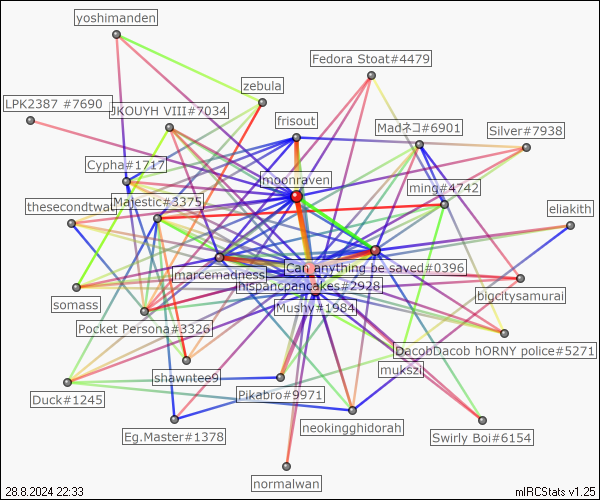 yoshimanden
Fedora Stoat#4479
zebula
LPK2387 #7690
JKOUYH VIII#7034
frisout
Madネコ#6901
Silver#7938
Cypha#1717
moonraven
ming#4742
thesecondtwat
Majestic#3375
eliakith
marcemadness
Can anything be saved#0396
hispancpancakes#2928
somass
Mushy#1984
bigcitysamurai
Pocket Persona#3326
DacobDacob hORNY police#5271
shawntee9
mukszi
Duck#1245
Pikabro#9971
neokingghidorah
Eg.Master#1378
Swirly Boi#6154
normalwan
28.8.2024 22:33
mIRCStats v1.25